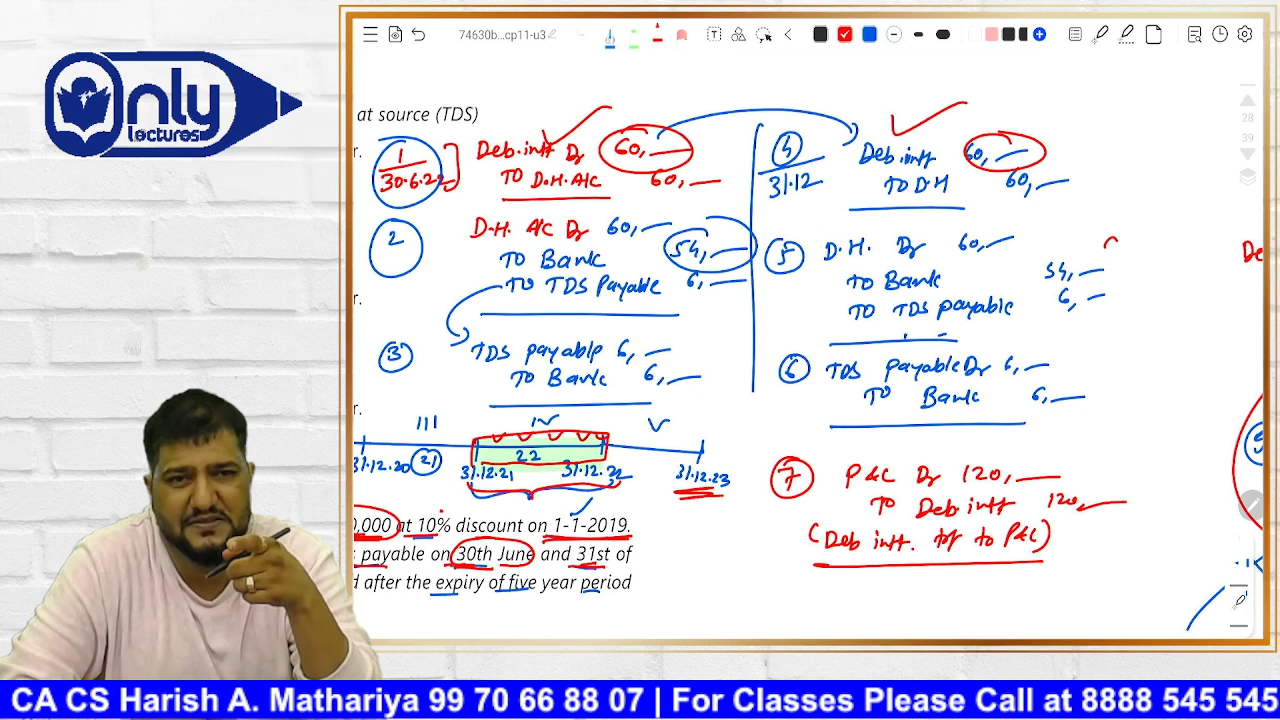 Only
Lectures
74630b...cp11-u3
28
39
at source (TDS)
r.
1
30.6.22
Deb. intt Dr 60,—
TO D.H. A/C 60,—
2
D.H. A/C Dr 60,—
TO Bank 54,—
TO TDS Payable 6,—
r.
3
TDS payable 6,—
TO Bank 6,—
r.
4
31.12
Deb. intt 60,—
TO D.H 60,—
5
D.H. Dr 60,—
TO Bank 54,—
TO TDS payable 6,—
6
TDS payable Dr 6,—
TO Bank 6,—
7
P&L Dr 120,—
TO Deb. intt 120,—
(Deb intt. trf to P&L)
De
III IV V
21 22
31.12.20 31.12.21 31.12.22 31.12.23
0,000 at 10% discount on 1-1-2019.
payable on 30th June and 31st of
d after the expiry of five year period
CA CS Harish A. Mathariya 99 70 66 88 07 | For Classes Please Call at 8888 545 545